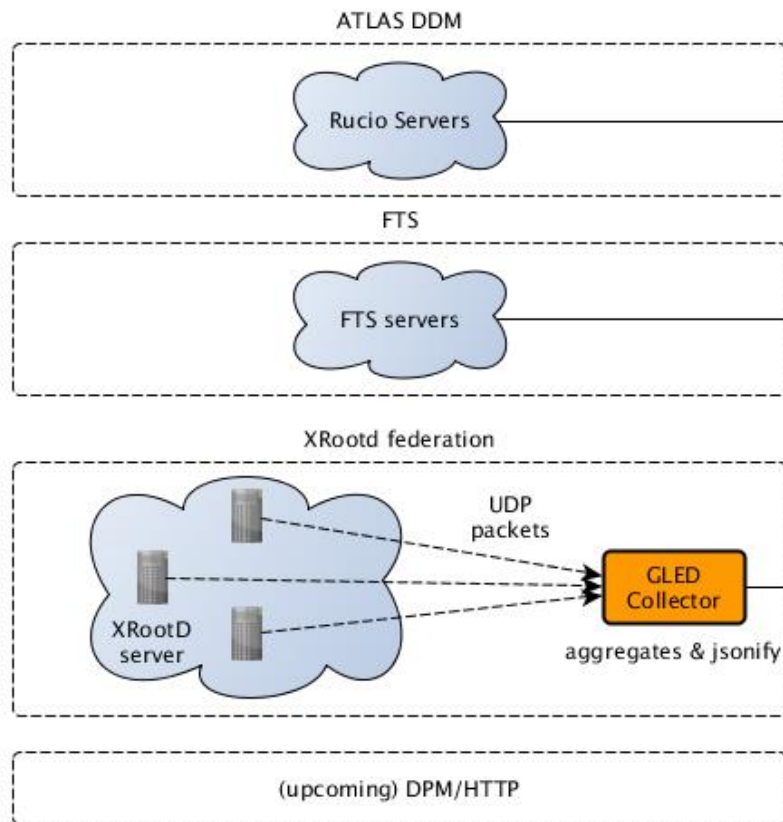 ATLAS DDM
Rucio Servers
FTS
FTS servers
XRootd federation
UDP
packets
GLED
Collector
XRootD
server
aggregates & jsonify
(upcoming) DPM/HTTP